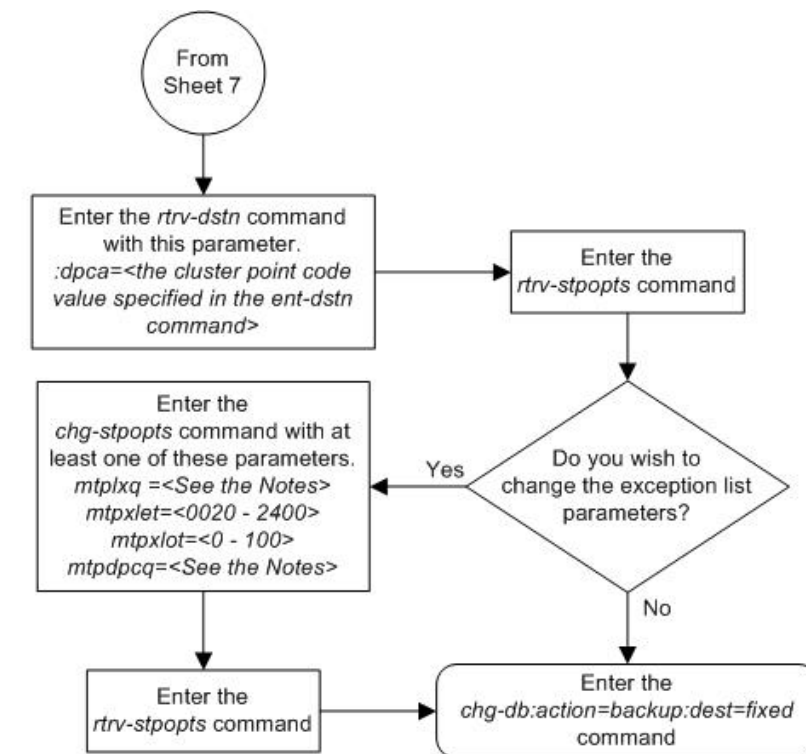 From
Sheet 7
Enter the rtrv-dstn command
with this parameter.
:dpca=<the cluster point code
value specified in the ent-dstn
command>
Enter the
rtrv-stpopts command
Do you wish to
change the exception list
parameters?
Yes
No
Enter the
chg-stpopts command with at
least one of these parameters.
mtplxq =<See the Notes>
mtpxlet=<0020 - 2400>
mtpxlot=<0 - 100>
mtpdpcq=<See the Notes>
Enter the
rtrv-stpopts command
Enter the
chg-db:action=backup:dest=fixed
command